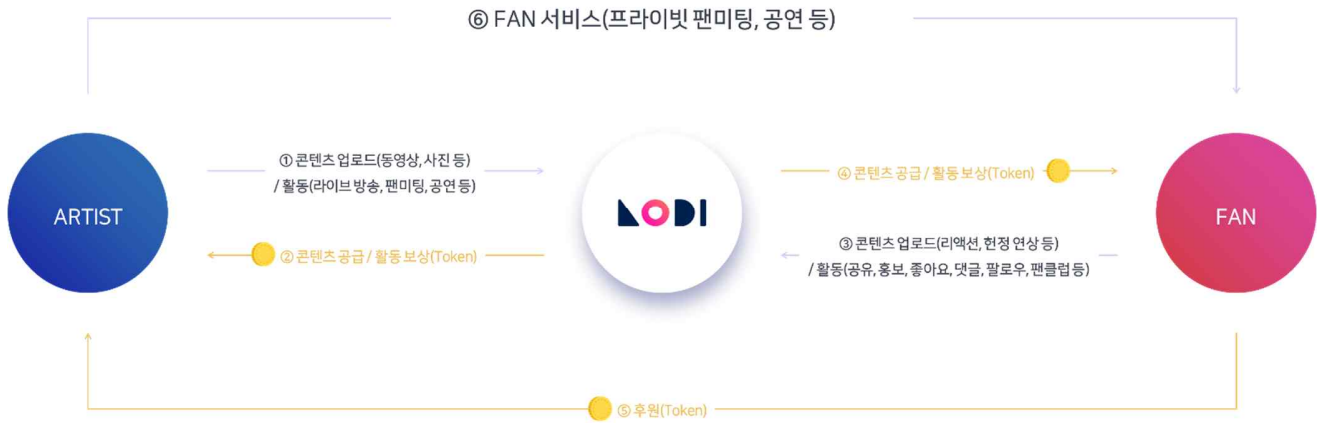 ⑥ FAN 서비스(프라이빗 팬미팅, 공연 등)
① 콘텐츠 업로드(동영상, 사진 등)
/ 활동(라이브 방송, 팬미팅, 공연 등)
④ 콘텐츠 공급 / 활동 보상(Token)
ARTIST
LODI
FAN
② 콘텐츠 공급 / 활동 보상(Token)
③ 콘텐츠 업로드(리액션, 헌정 연상 등)
/ 활동(공유, 홍보, 좋아요, 댓글, 팔로우, 팬클럽 등)
⑤ 후원(Token)